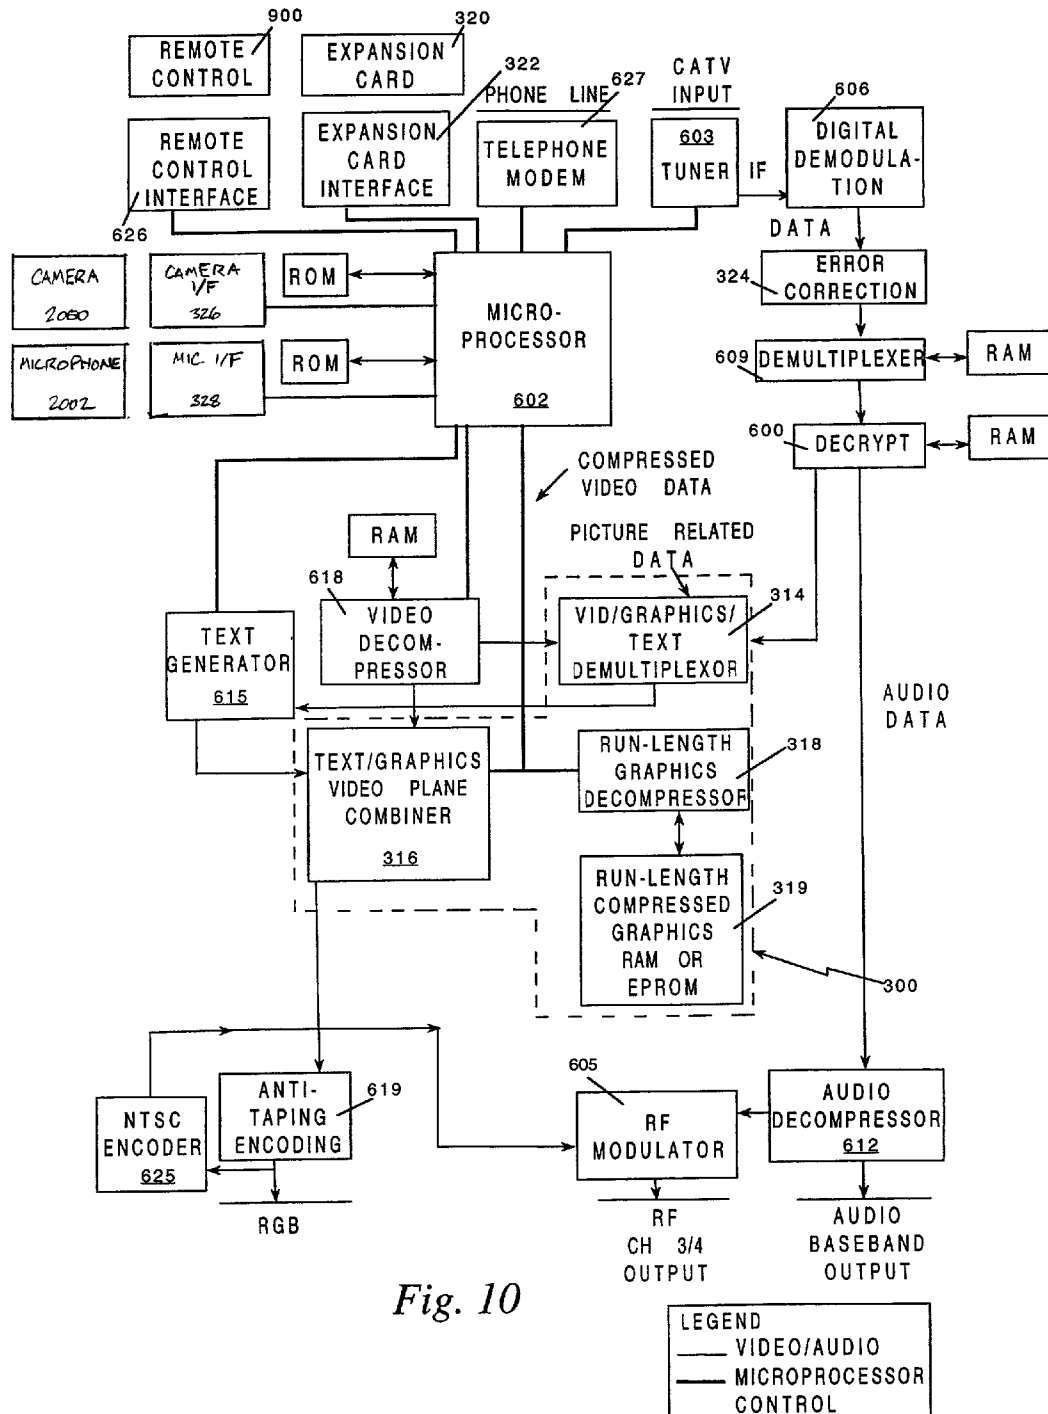 900
320
REMOTE
CONTROL
EXPANSION
CARD
322
PHONE LINE
627
CATV
INPUT
606
REMOTE
CONTROL
INTERFACE
626
EXPANSION
CARD
INTERFACE
TELEPHONE
MODEM
603
TUNER
IF
DIGITAL
DEMODULA-
TION
DATA
CAMERA
2000
CAMERA
I/F
326
ROM
MICRO-
PROCESSOR
602
324
ERROR
CORRECTION
MICROPHONE
2002
MIC I/F
328
ROM
609
DEMULTIPLEXER
RAM
600
DECRYPT
RAM
COMPRESSED
VIDEO DATA
RAM
PICTURE RELATED
DATA
618
VIDEO
DECOM-
PRESSOR
VID/GRAPHICS/
TEXT
DEMULTIPLEXOR
314
TEXT
GENERATOR
615
AUDIO
DATA
TEXT/GRAPHICS
VIDEO PLANE
COMBINER
316
RUN-LENGTH
GRAPHICS
DECOMPRESSOR
318
RUN-LENGTH
COMPRESSED
GRAPHICS
RAM OR
EPROM
319
300
NTSC
ENCODER
625
ANTI-
TAPING
ENCODING
619
605
RF
MODULATOR
AUDIO
DECOMPRESSOR
612
RGB
RF
CH 3/4
OUTPUT
AUDIO
BASEBAND
OUTPUT
Fig. 10
LEGEND
VIDEO/AUDIO
MICROPROCESSOR
CONTROL